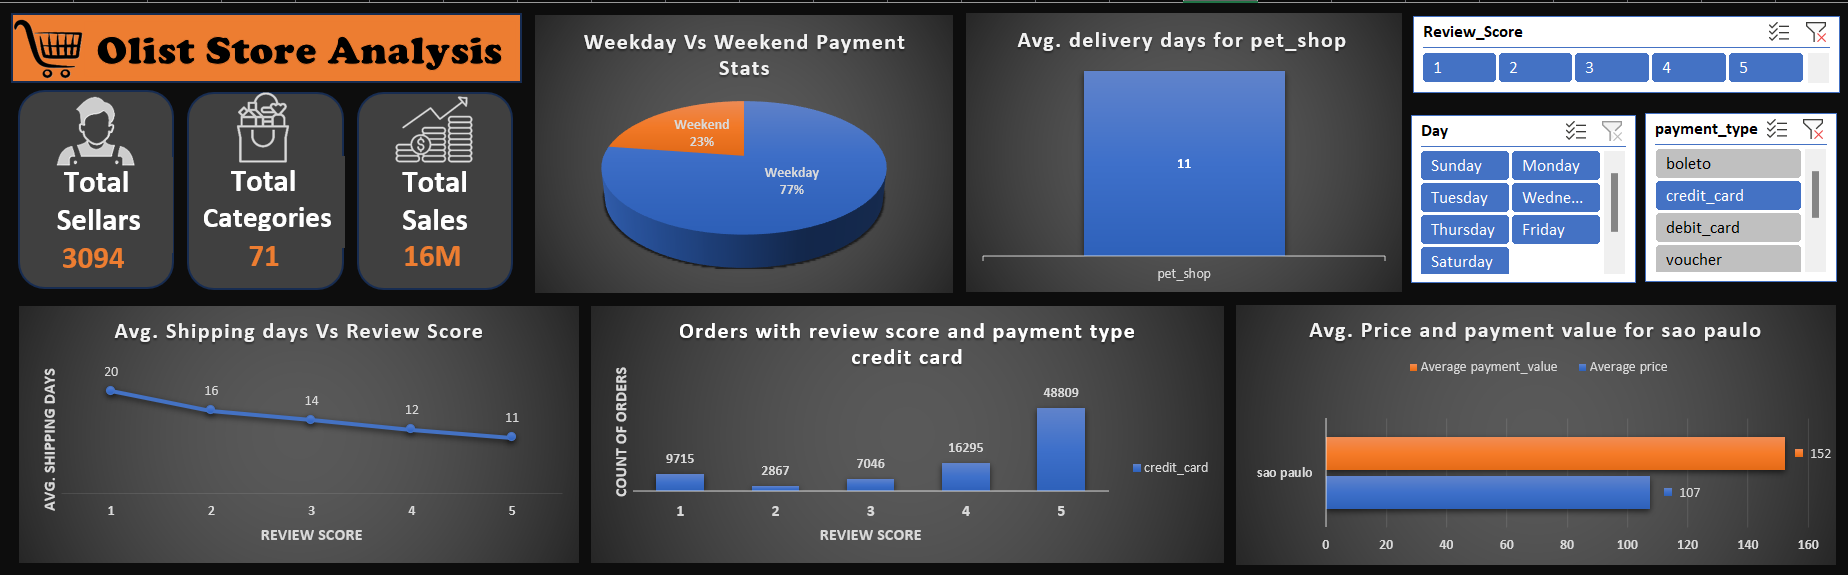 Olist Store Analysis
Total
Sellars
3094
Total
Categories
71
Total
Sales
16M
Weekday Vs Weekend Payment
Stats
Weekend
23%
Weekday
77%
Avg. delivery days for pet_shop
11
pet_shop
Review_Score
1 2 3 4 5
Day
Sunday Monday
Tuesday Wedne...
Thursday Friday
Saturday
payment_type
boleto
credit_card
debit_card
voucher
Avg. Shipping days Vs Review Score
AVG. SHIPPING DAYS
20
16
14
12
11
1 2 3 4 5
REVIEW SCORE
Orders with review score and payment type
credit card
COUNT OF ORDERS
9715
2867
7046
16295
48809
credit_card
1 2 3 4 5
REVIEW SCORE
Avg. Price and payment value for sao paulo
Average payment_value Average price
sao paulo
152
107
0 20 40 60 80 100 120 140 160